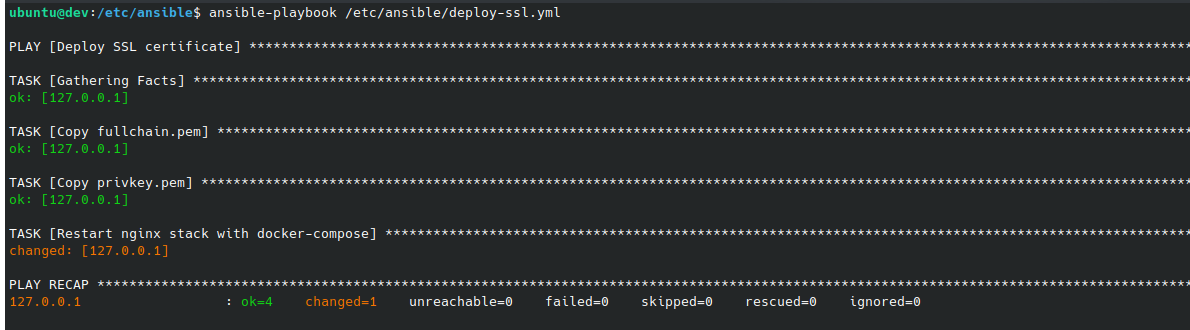 ubuntu@dev:/etc/ansible$ ansible-playbook /etc/ansible/deploy-ssl.yml
PLAY [Deploy SSL certificate] **********************************************************************************************************************
TASK [Gathering Facts] *****************************************************************************************************************************
ok: [127.0.0.1]
TASK [Copy fullchain.pem] **************************************************************************************************************************
ok: [127.0.0.1]
TASK [Copy privkey.pem] ****************************************************************************************************************************
ok: [127.0.0.1]
TASK [Restart nginx stack with docker-compose] *****************************************************************************************************
changed: [127.0.0.1]
PLAY RECAP *****************************************************************************************************************************************
127.0.0.1                  : ok=4    changed=1    unreachable=0    failed=0    skipped=0    rescued=0    ignored=0